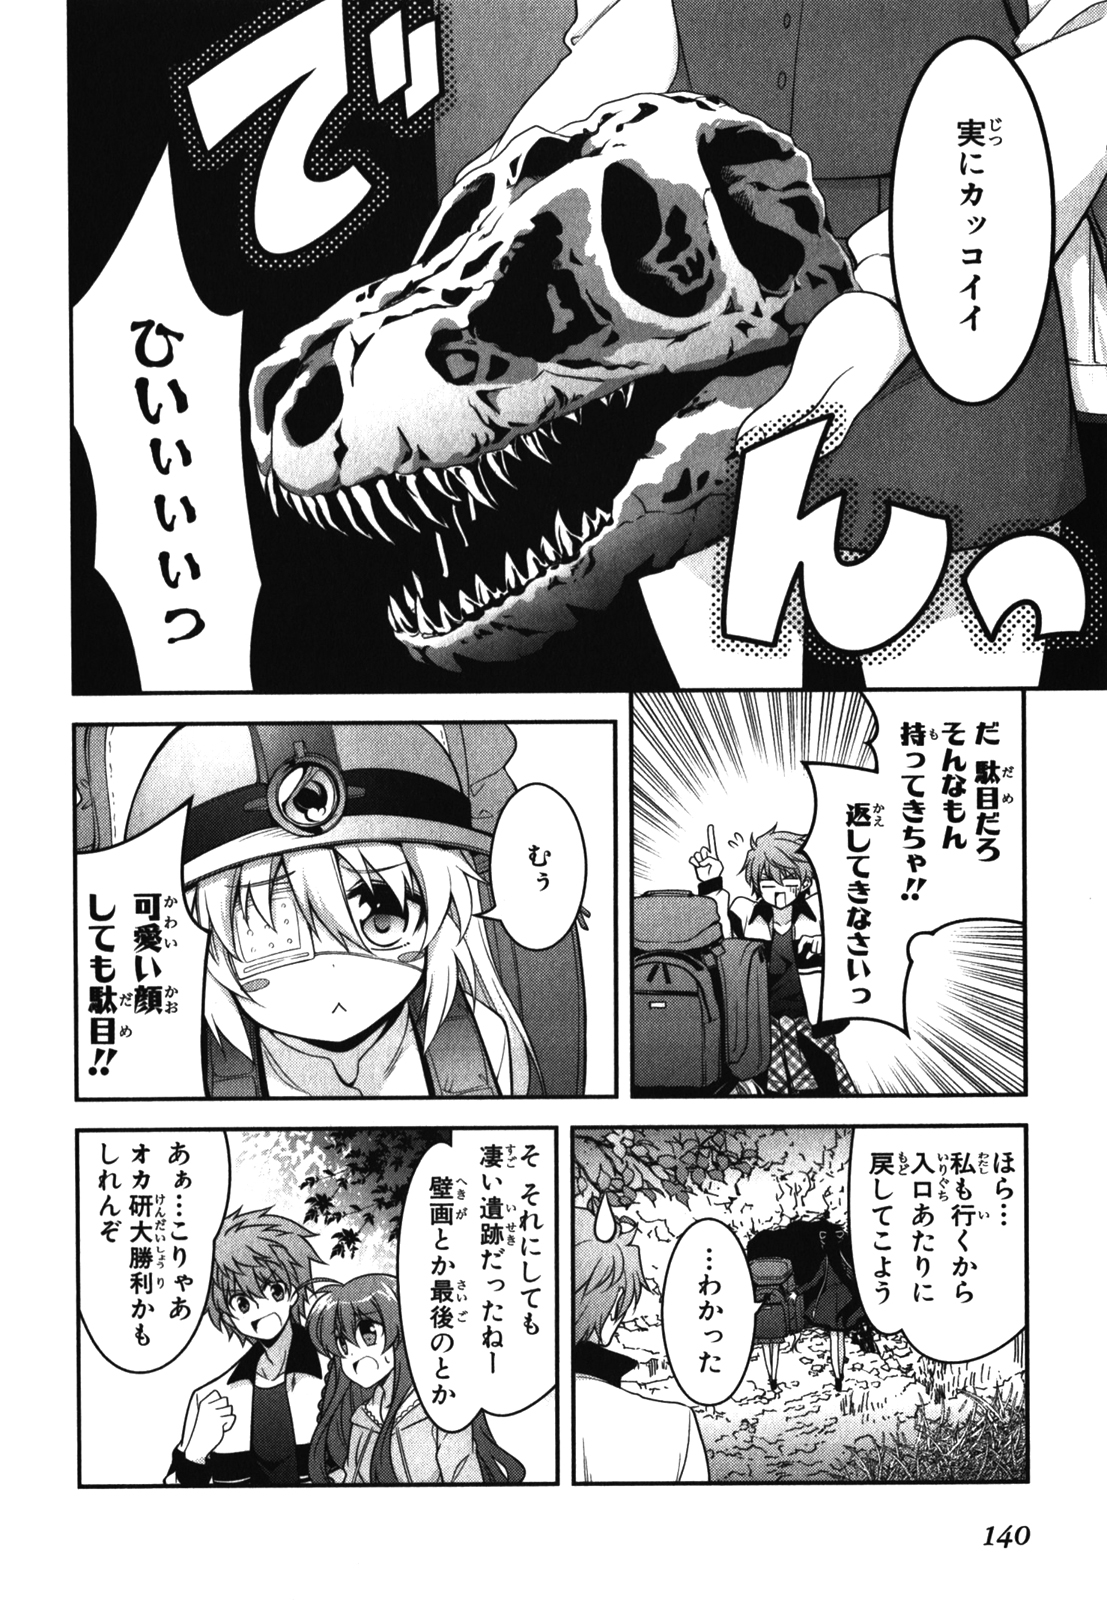 実にカッコイイ
でんっ
ひいいいいっ
だ 駄目だろ
そんなもん
持ってきちゃ!!
返してきなさいっ
むぅ
可愛い顔
しても駄目!!
ほら…
私も行くから
入口あたりに
戻してこよう
…わかった
そ それにしても
凄い遺跡だったねー
壁画とか最後のとか
あぁ…こりゃあ
オカ研大勝利かも
しれんぞ
140